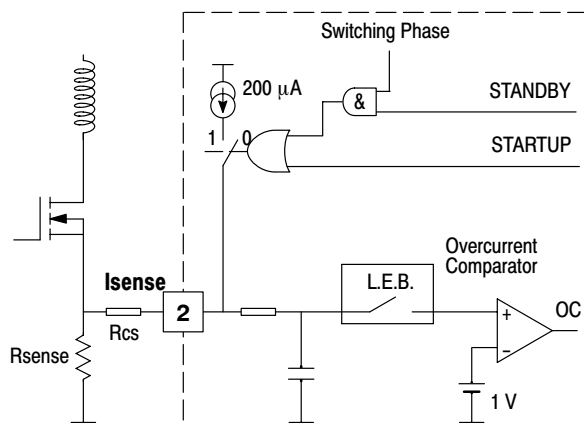 Switching Phase
200 μA
&
STANDBY
1 0
STARTUP
Overcurrent
Comparator
Isense
L.E.B.
2
+
OC
Rcs
−
Rsense
1 V